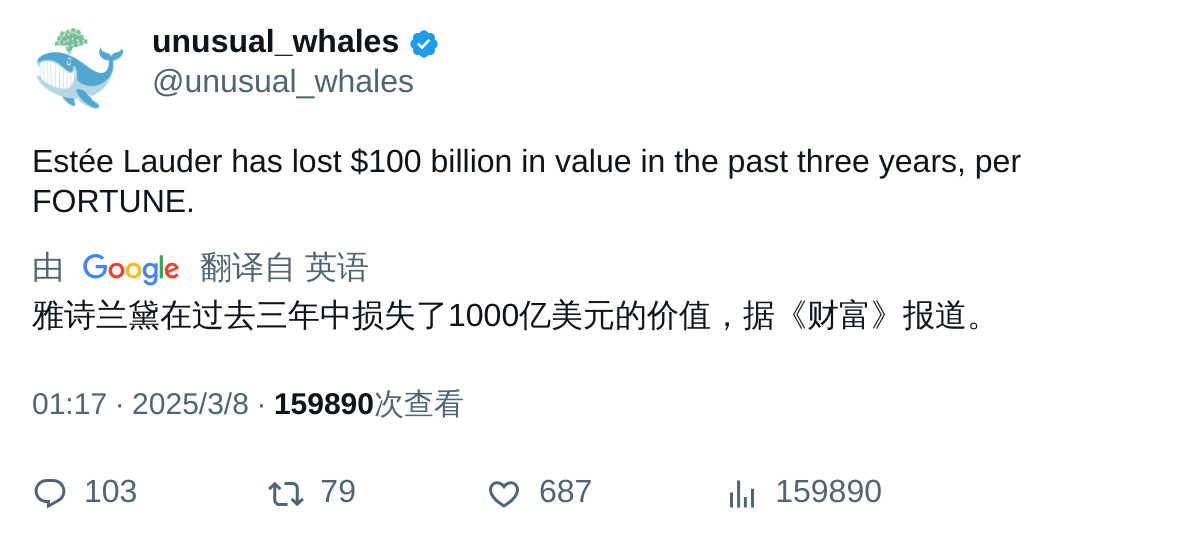 unusual_whales
@unusual_whales
Estée Lauder has lost $100 billion in value in the past three years, per
FORTUNE.
由 Google 翻译自 英语
雅诗兰黛在过去三年中损失了1000亿美元的价值，据《财富》报道。
01:17 · 2025/3/8 · 159890次查看
103 79 687 159890